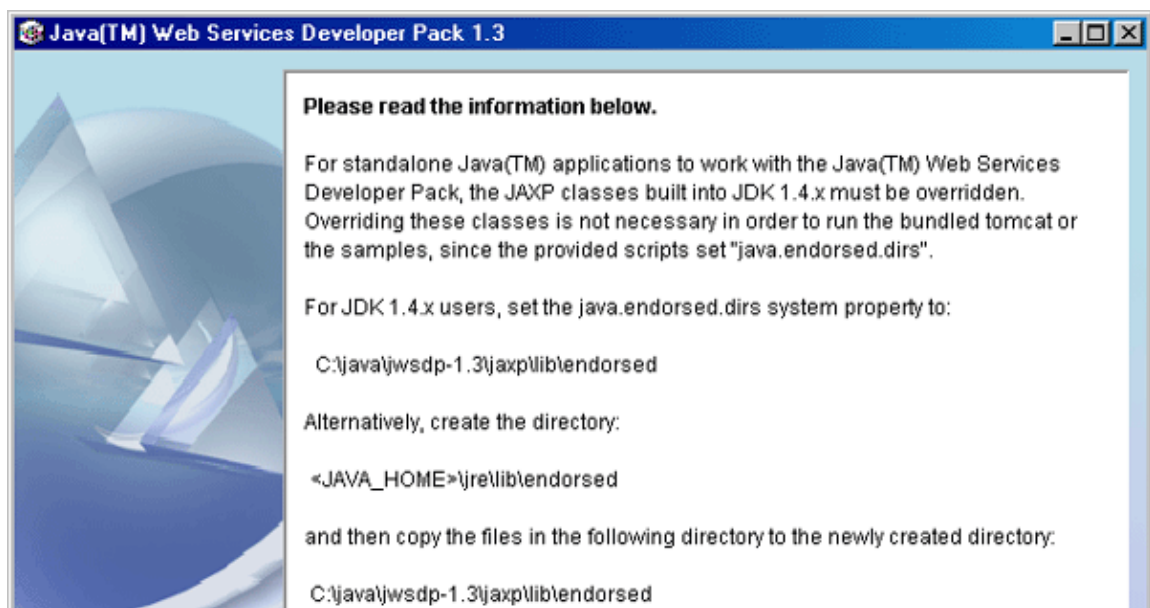 Java(TM) Web Services Developer Pack 1.3
Please read the information below.
For standalone Java(TM) applications to work with the Java(TM) Web Services
Developer Pack, the JAXP classes built into JDK 1.4.x must be overridden.
Overriding these classes is not necessary in order to run the bundled tomcat or
the samples, since the provided scripts set "java.endorsed.dirs".
For JDK 1.4.x users, set the java.endorsed.dirs system property to:
C:\java\jwsdp-1.3\jaxp\lib\endorsed
Alternatively, create the directory:
<JAVA_HOME>\jre\lib\endorsed
and then copy the files in the following directory to the newly created directory:
C:\java\jwsdp-1.3\jaxp\lib\endorsed